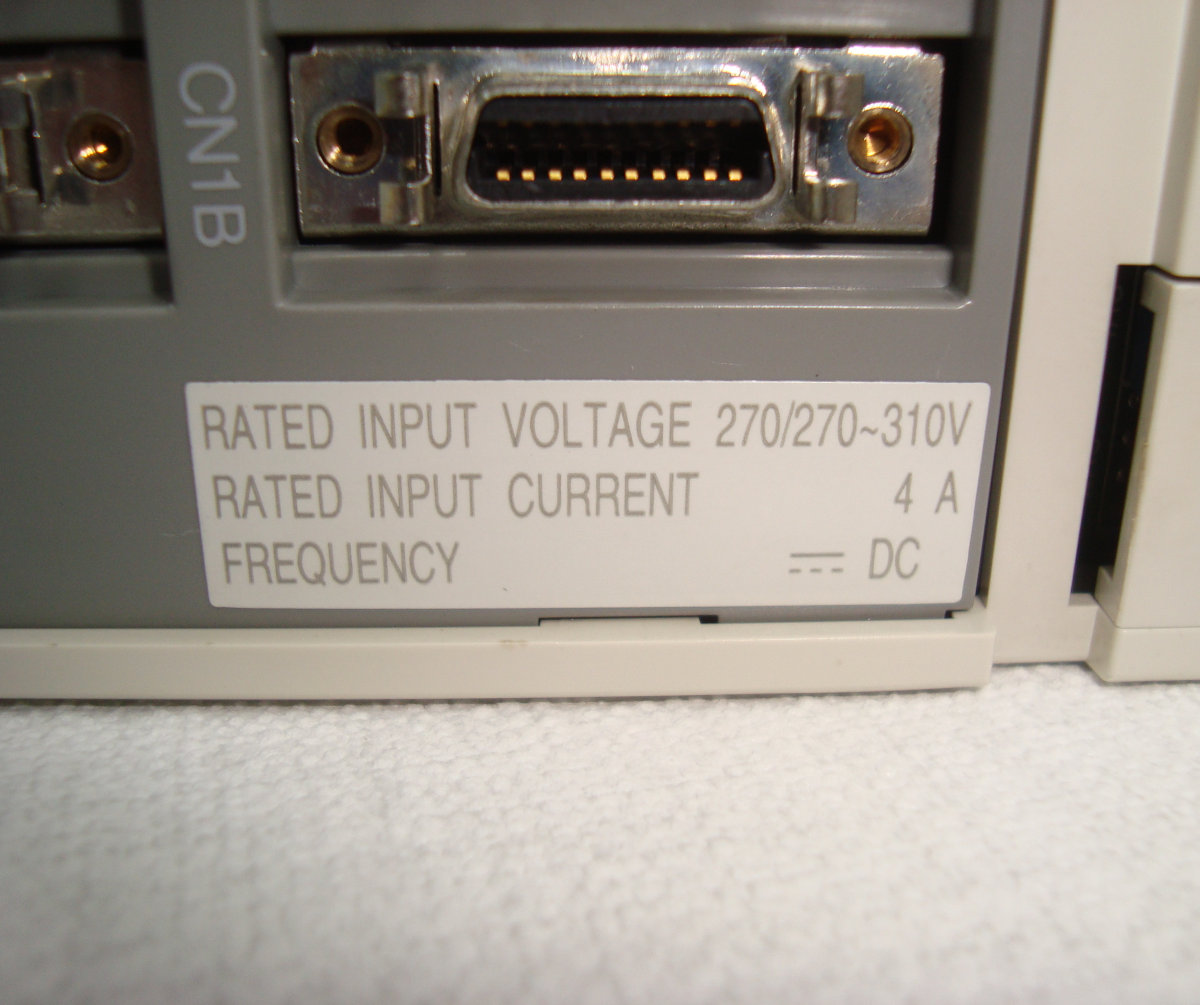 CN1B
RATED INPUT VOLTAGE 270/270~310V
RATED INPUT CURRENT 4 A
FREQUENCY ⎓ DC